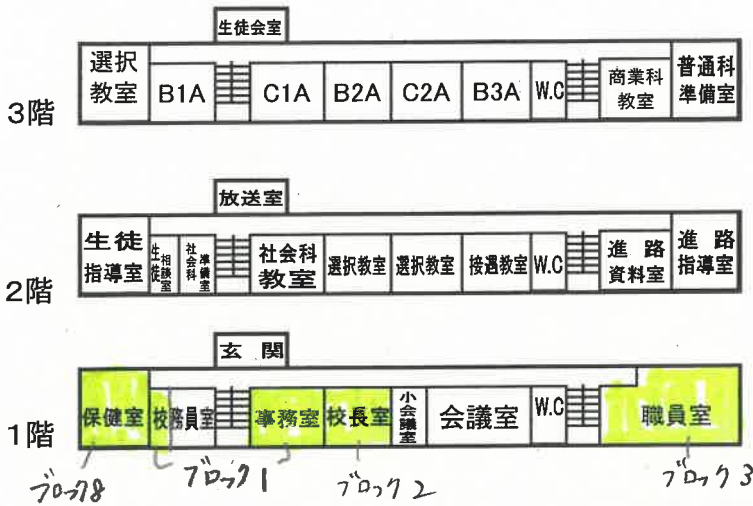 生徒会室
3階
選択教室 B1A C1A B2A C2A B3A W.C 商業科教室 普通科準備室
放送室
2階
生徒指導室 生徒相談室 社会科準備室 社会科教室 選択教室 選択教室 接遇教室 W.C 進路資料室 進路指導室
玄関
1階
保健室 校務員室 事務室 校長室 小会議室 会議室 W.C 職員室
ブロック8 ブロック1 ブロック2 ブロック3